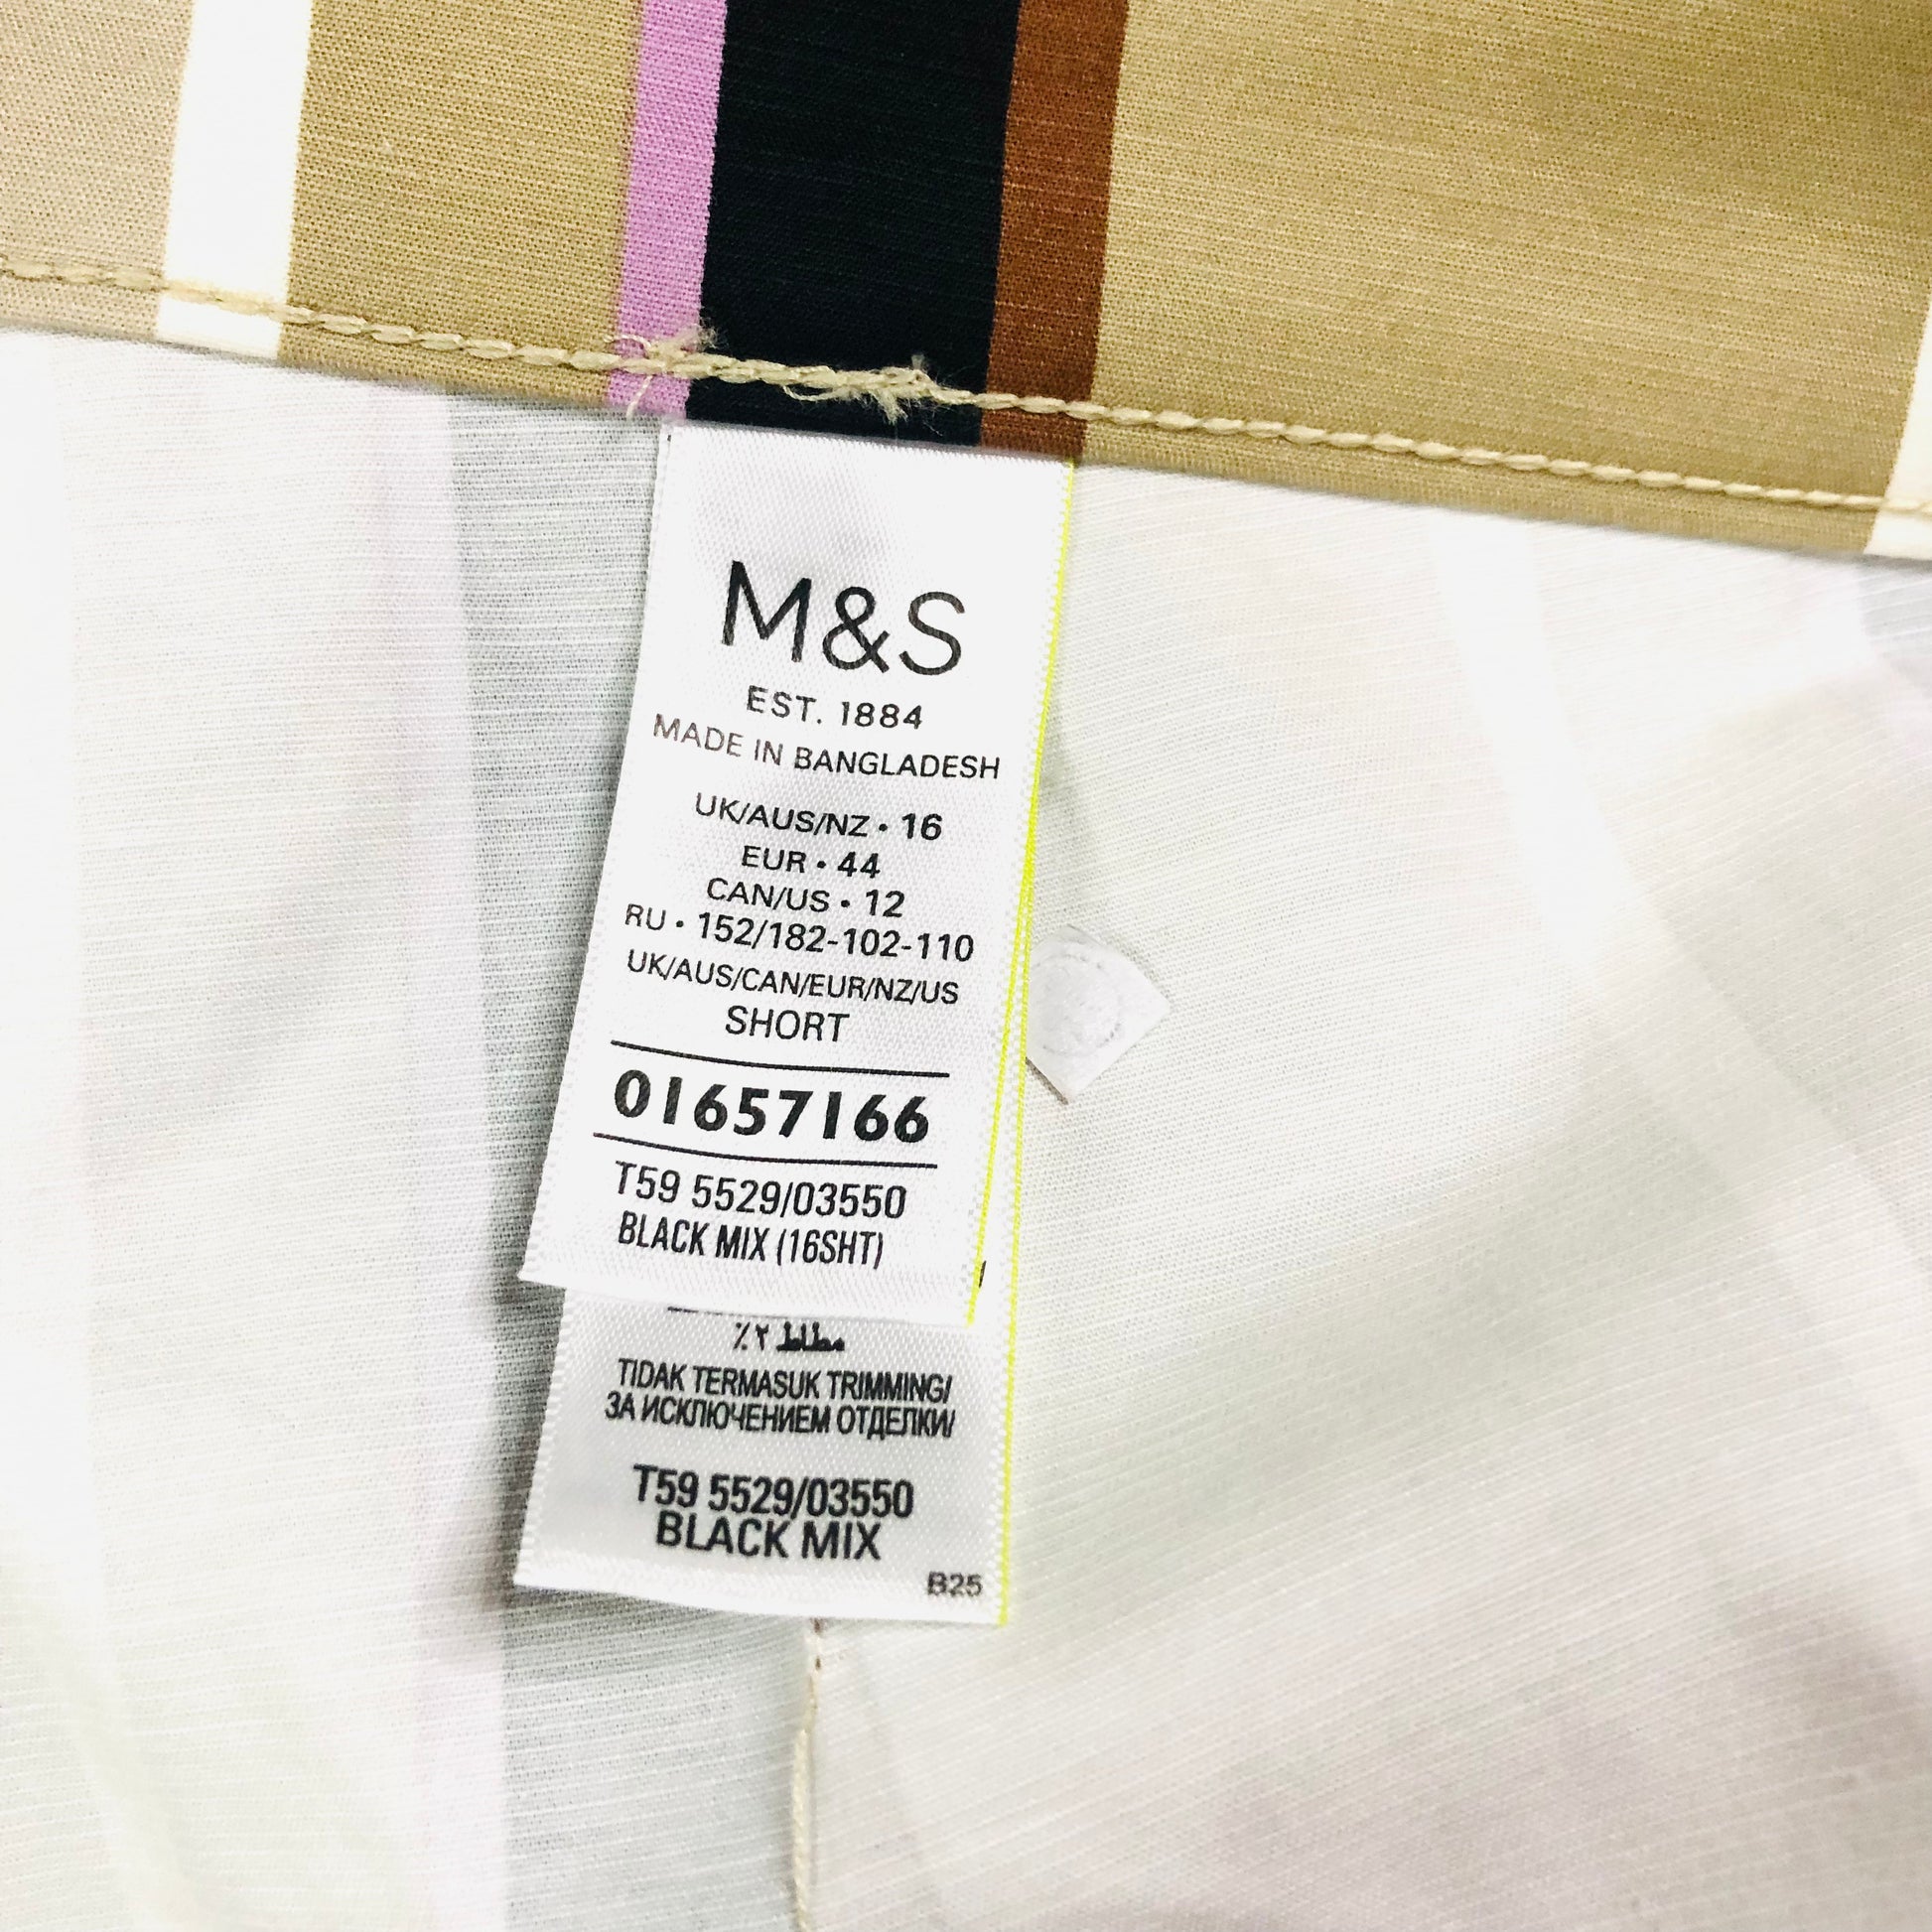 M&S
EST. 1884
MADE IN BANGLADESH
UK/AUS/NZ • 16
EUR • 44
CAN/US • 12
RU • 152/182-102-110
UK/AUS/CAN/EUR/NZ/US
SHORT
01657166
T59 5529/03550
BLACK MIX (16SHT)
مطاط ٢٪
TIDAK TERMASUK TRIMMING/
ЗА ИСКЛЮЧЕНИЕМ ОТДЕЛКИ/
T59 5529/03550
BLACK MIX
B25